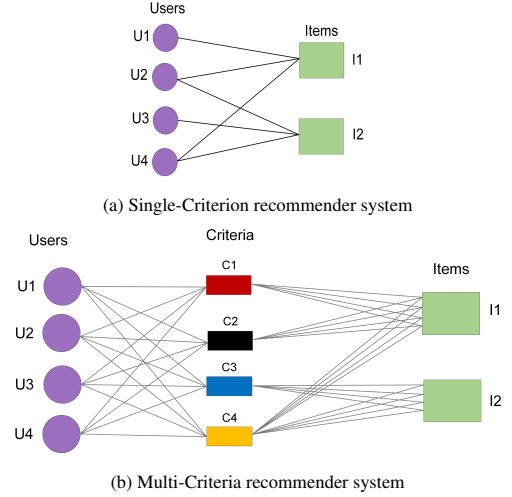 Users
Items
U1
I1
U2
U3
I2
U4
(a) Single-Criterion recommender system
Users
Criteria
Items
C1
U1
I1
C2
U2
C3
U3
I2
C4
U4
(b) Multi-Criteria recommender system